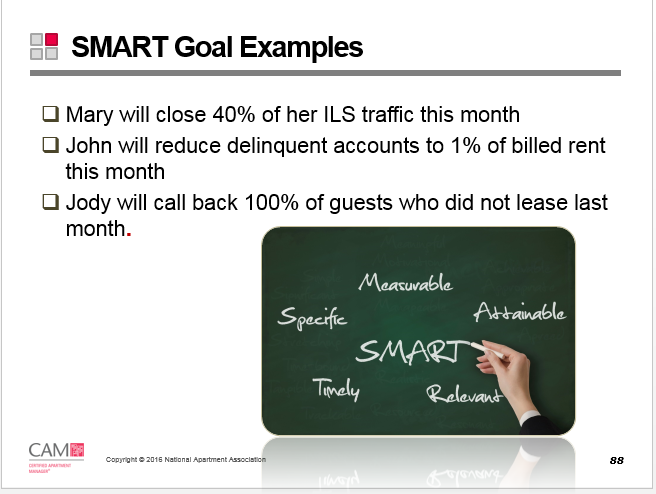 SMART Goal Examples
Mary will close 40% of her ILS traffic this month
John will reduce delinquent accounts to 1% of billed rent
this month
Jody will call back 100% of guests who did not lease last
month.
Measurable
Specific
Attainable
SMART
Timely
Relevant
CAM
CERTIFIED APARTMENT
MANAGER®
Copyright © 2016 National Apartment Association
88